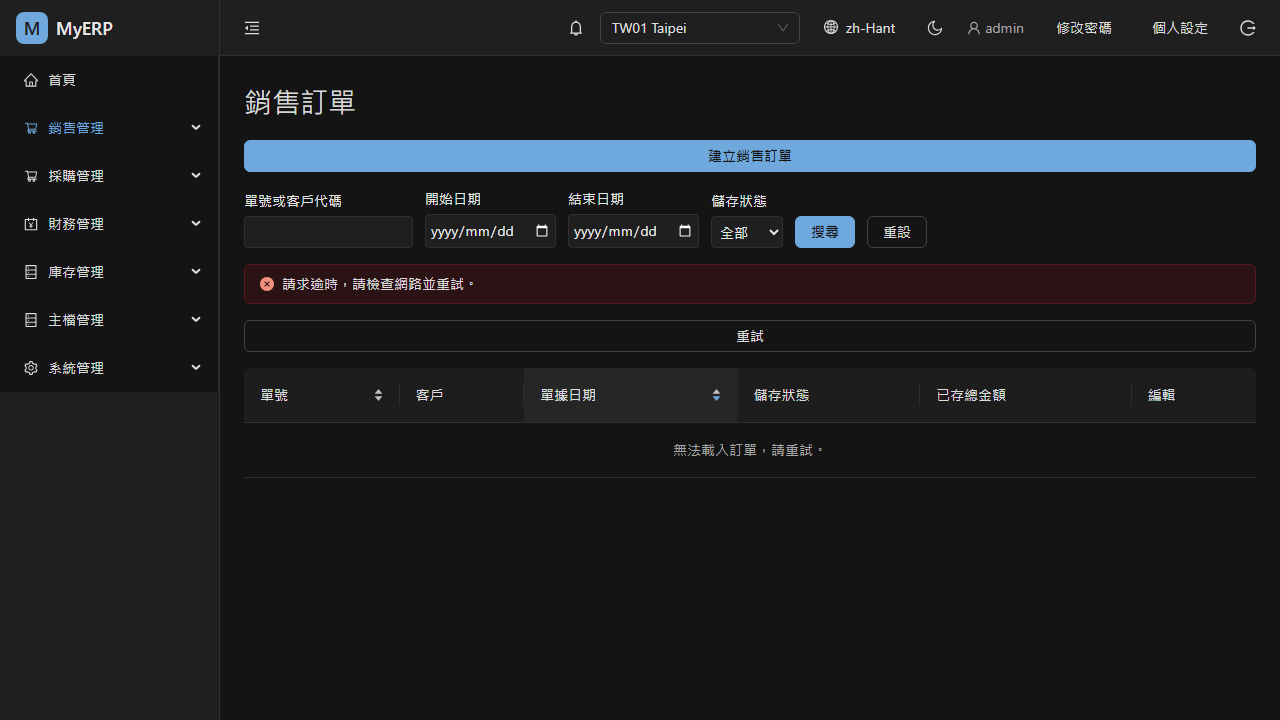 M MyERP
TW01 Taipei
zh-Hant
admin
修改密碼
個人設定
首頁
銷售管理
採購管理
財務管理
庫存管理
主檔管理
系統管理
銷售訂單
建立銷售訂單
單號或客戶代碼
開始日期
yyyy/mm/dd
結束日期
yyyy/mm/dd
儲存狀態
全部
搜尋
重設
請求逾時，請檢查網路並重試。
重試
單號 客戶 單據日期 儲存狀態 已存總金額 編輯
無法載入訂單，請重試。